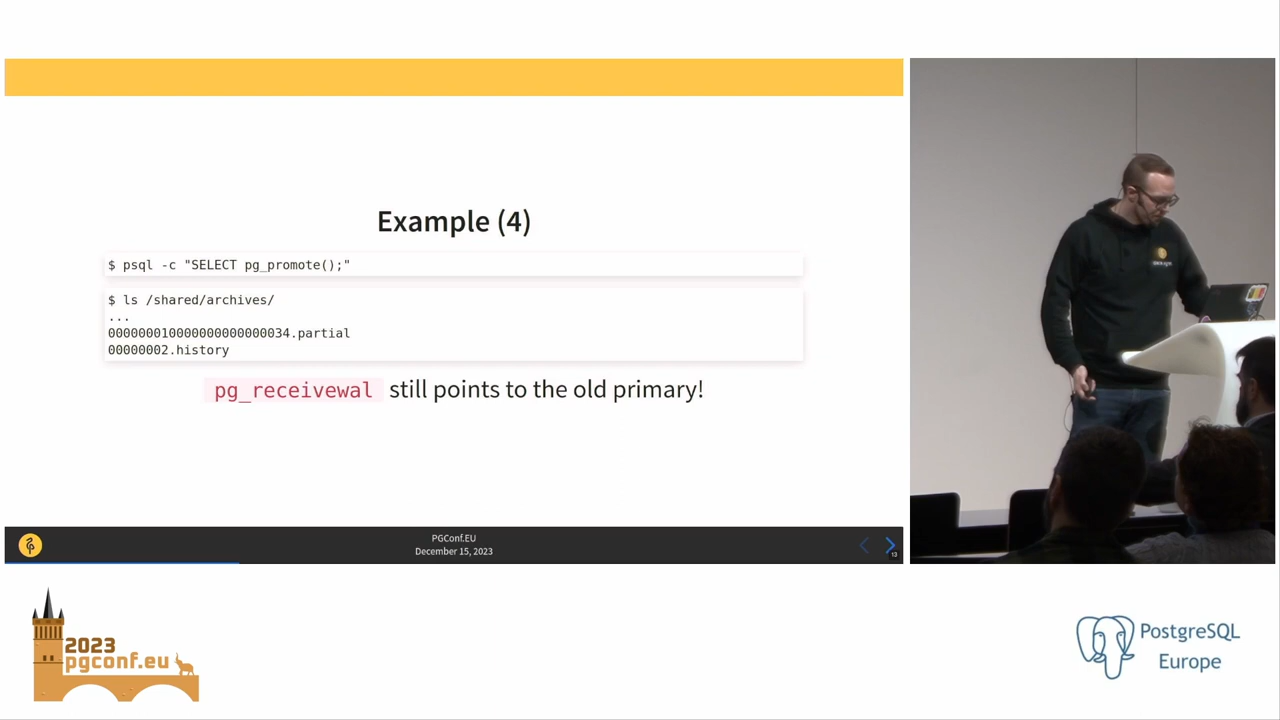 Example (4)
$ psql -c "SELECT pg_promote();"
$ ls /shared/archives/
...
000000010000000000000034.partial
00000002.history
pg_receivewal still points to the old primary!
PGConf.EU
December 15, 2023
13
2023
pgconf.eu
PostgreSQL
Europe